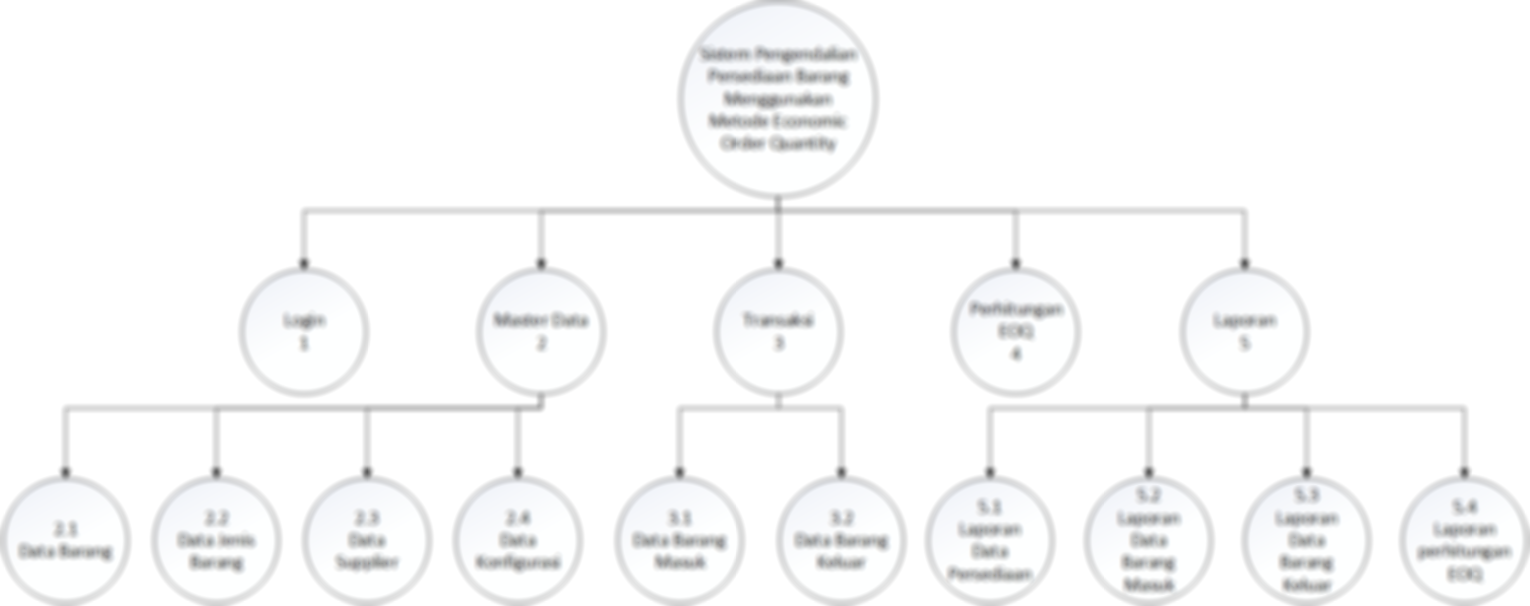 Sistem Pengendalian
Persediaan Barang
Menggunakan
Metode Economic
Order Quantity
Login
1
Master Data
2
Transaksi
3
Perhitungan
EOQ
4
Laporan
5
2.1
Data Barang
2.2
Data Jenis
Barang
2.3
Data
Supplier
2.4
Data
Konfigurasi
3.1
Data Barang
Masuk
3.2
Data Barang
Keluar
5.1
Laporan
Data
Persediaan
5.2
Laporan
Data
Barang
Masuk
5.3
Laporan
Data
Barang
Keluar
5.4
Laporan
perhitungan
EOQ